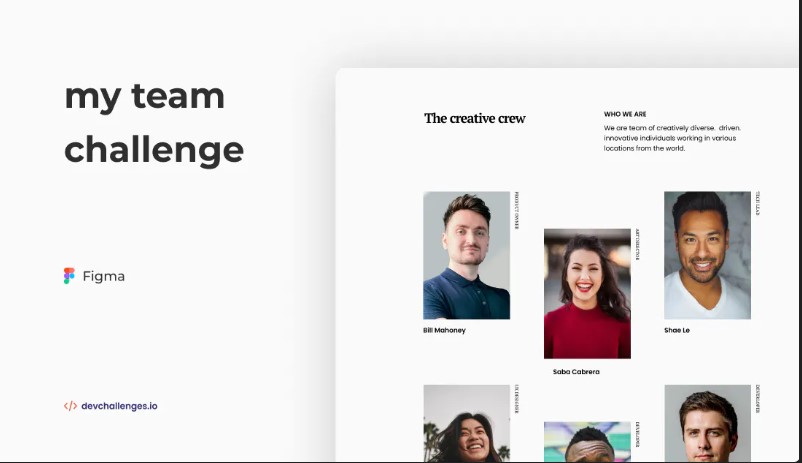 my team
challenge
Figma
devchallenges.io
The creative crew
WHO WE ARE
We are team of creatively diverse, driven,
innovative individuals working in various
locations from the world.
PRODUCT OWNER
Bill Mahoney
ART DIRECTOR
Saba Cabrera
TECH LEAD
Shae Le
UX DESIGNER
DEVELOPER
DEVELOPER